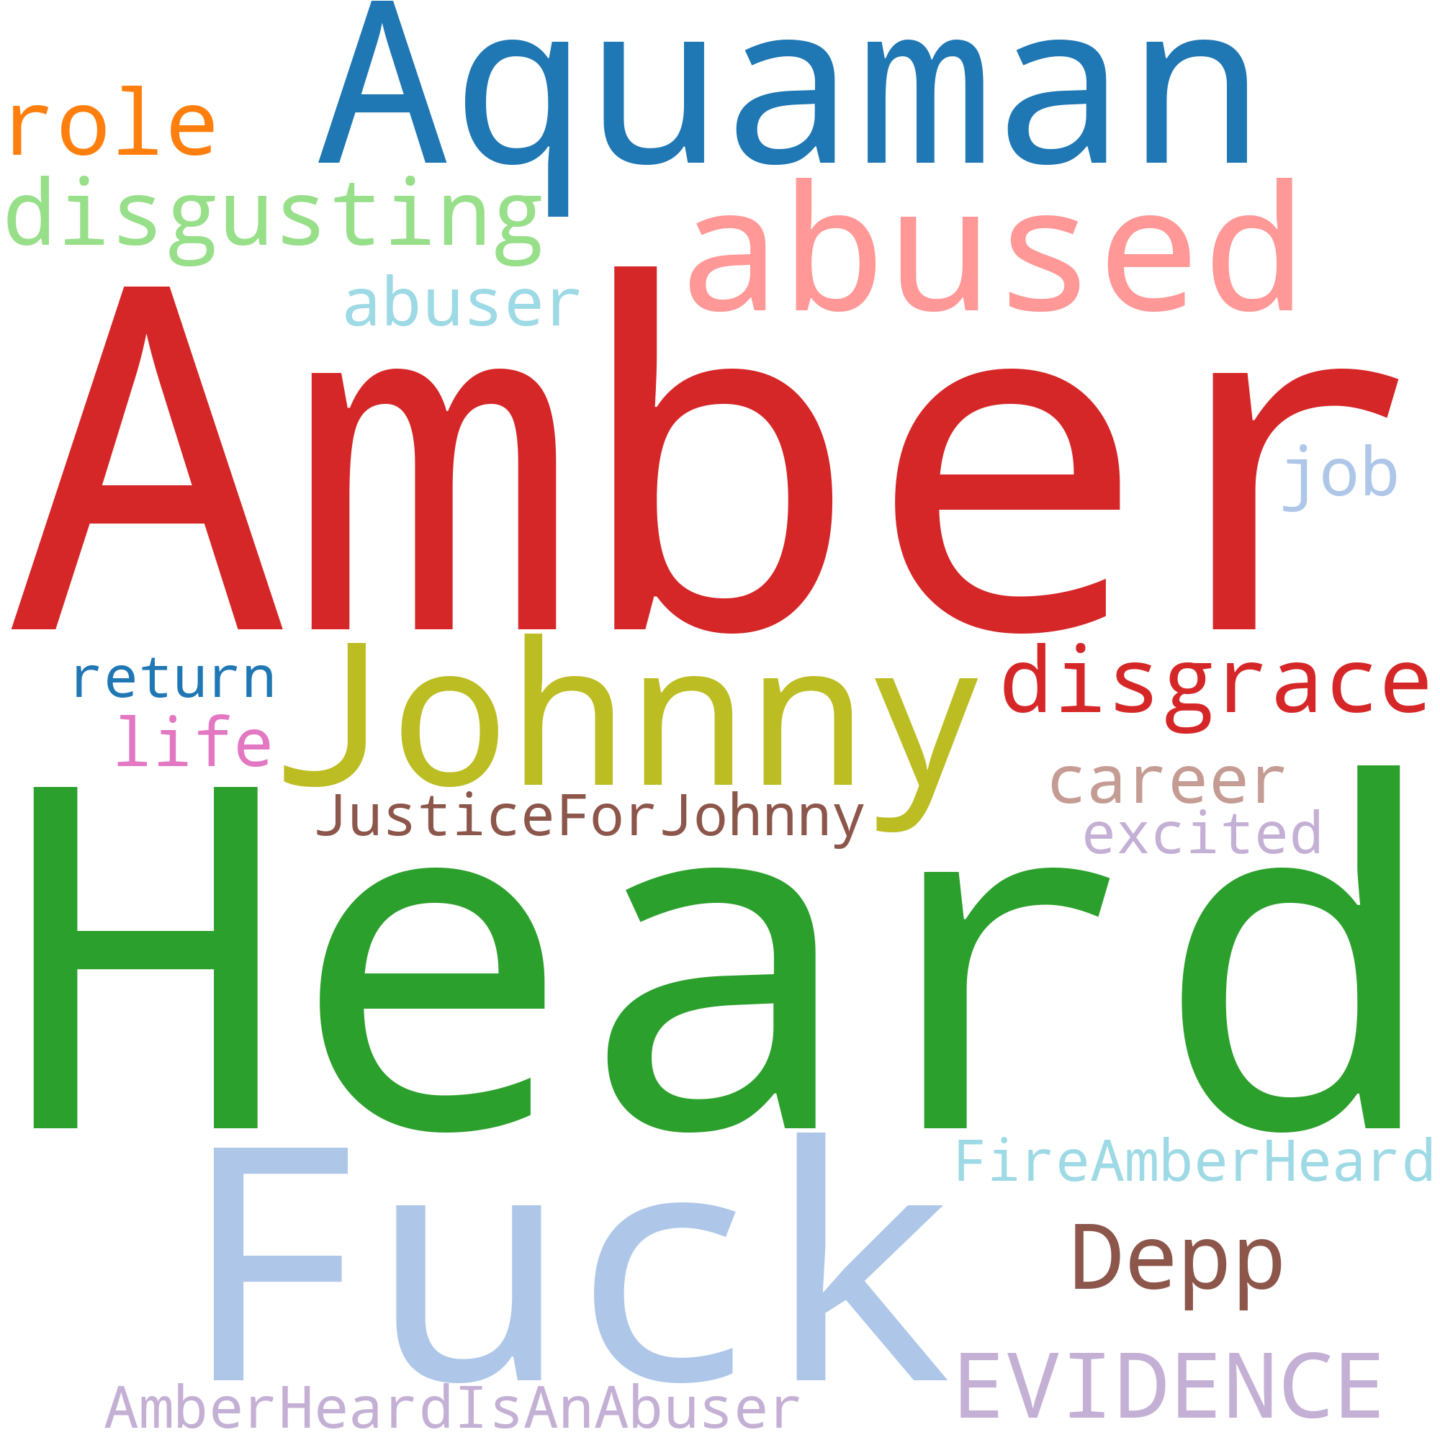 Aquaman
role
disgusting
abused
abuser
Amber
job
Johnny
disgrace
return
life
career
JusticeForJohnny
excited
Heard
Fuck
FireAmberHeard
Depp
EVIDENCE
AmberHeardIsAnAbuser